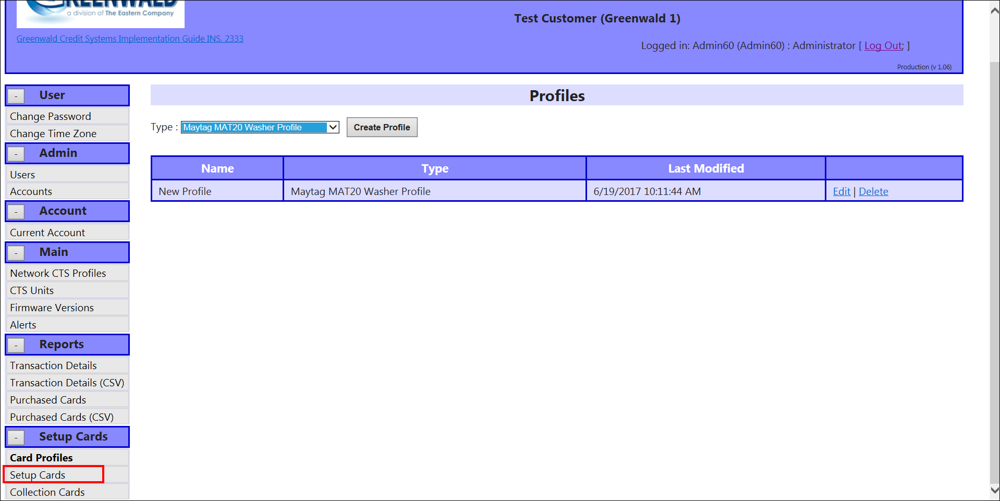 a division of The Eastern Company
Test Customer (Greenwald 1)
Greenwald Credit Systems Implementation Guide INS. 2333
Logged in: Admin60 (Admin60) : Administrator [ Log Out; ]
Production (v 1.06)
- User
Change Password
Change Time Zone
- Admin
Users
Accounts
- Account
Current Account
- Main
Network CTS Profiles
CTS Units
Firmware Versions
Alerts
- Reports
Transaction Details
Transaction Details (CSV)
Purchased Cards
Purchased Cards (CSV)
- Setup Cards
Card Profiles
Setup Cards
Collection Cards
Profiles
Type : Maytag MAT20 Washer Profile Create Profile
Name Type Last Modified
New Profile Maytag MAT20 Washer Profile 6/19/2017 10:11:44 AM Edit | Delete